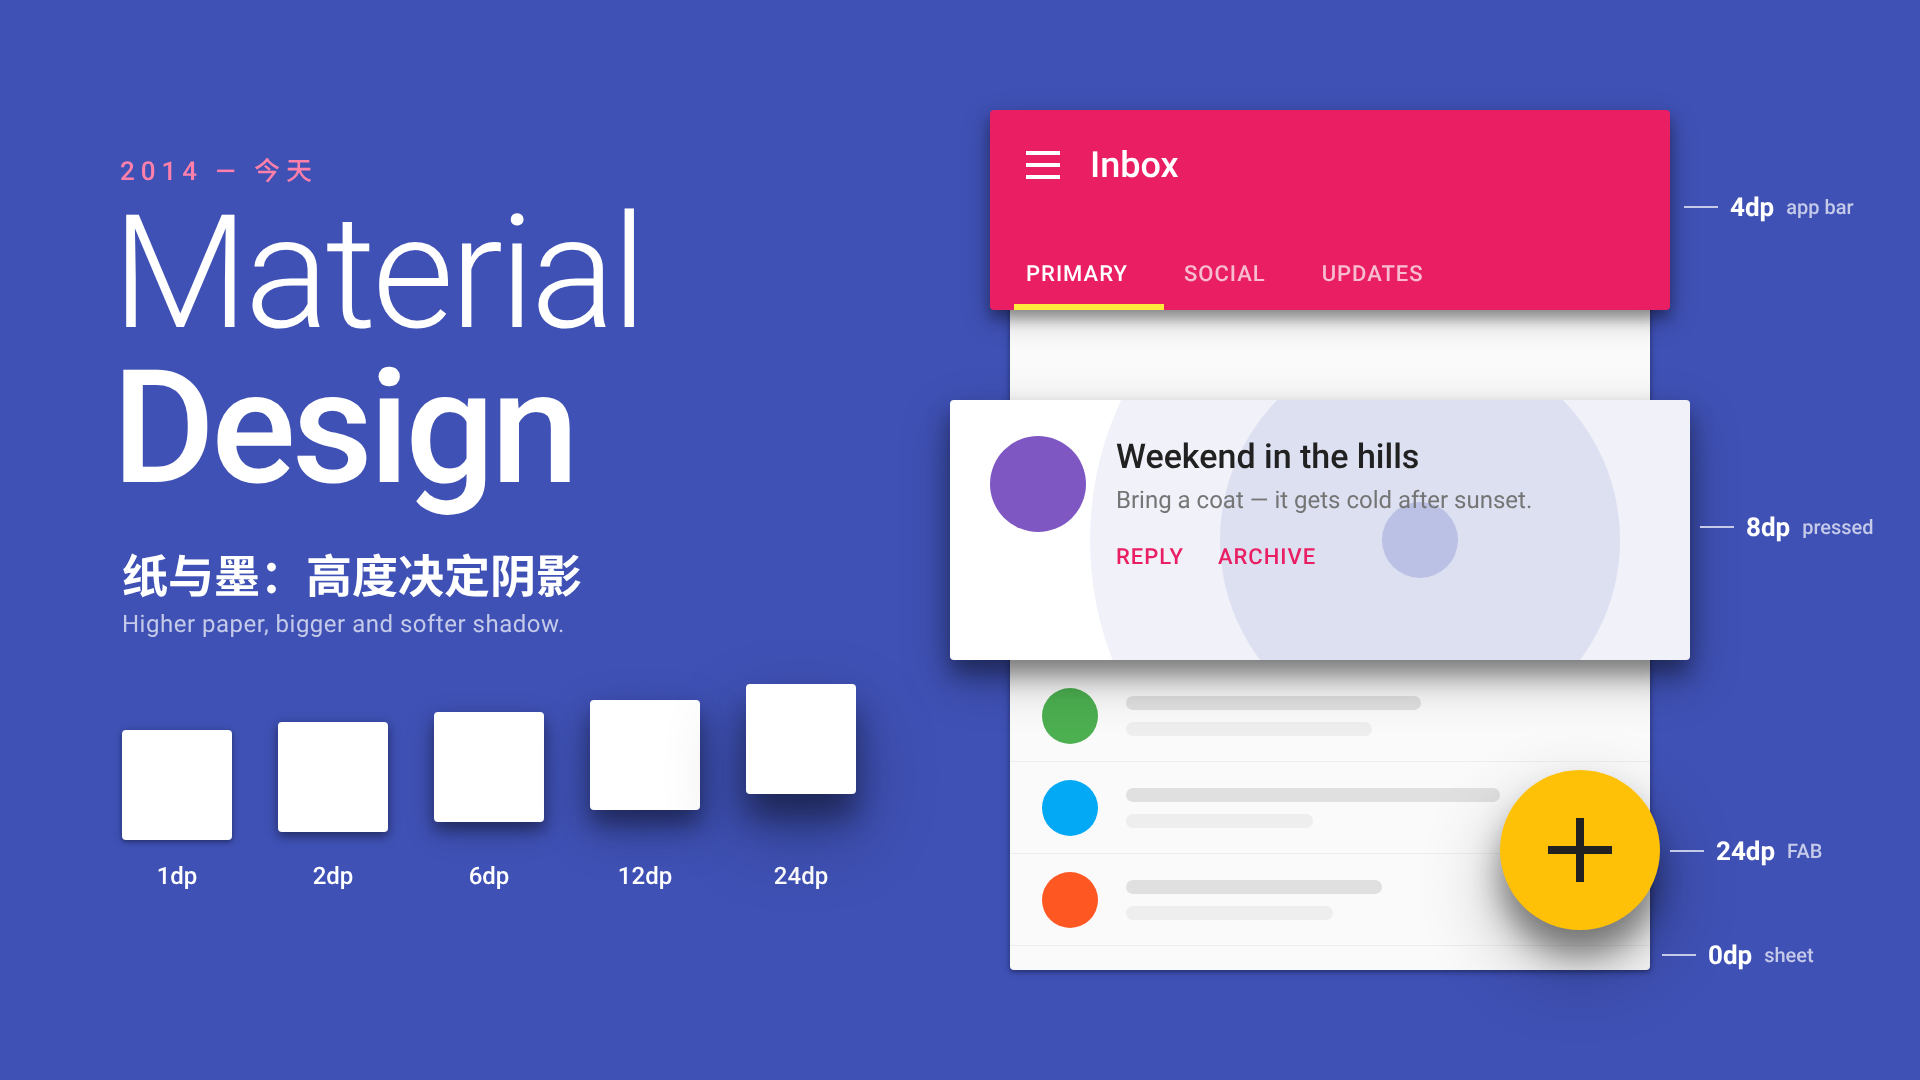 2014 — 今天
Material
Design
纸与墨：高度决定阴影
Higher paper, bigger and softer shadow.
1dp
2dp
6dp
12dp
24dp
Inbox
PRIMARY
SOCIAL
UPDATES
Weekend in the hills
Bring a coat — it gets cold after sunset.
REPLY
ARCHIVE
4dp app bar
8dp pressed
24dp FAB
0dp sheet